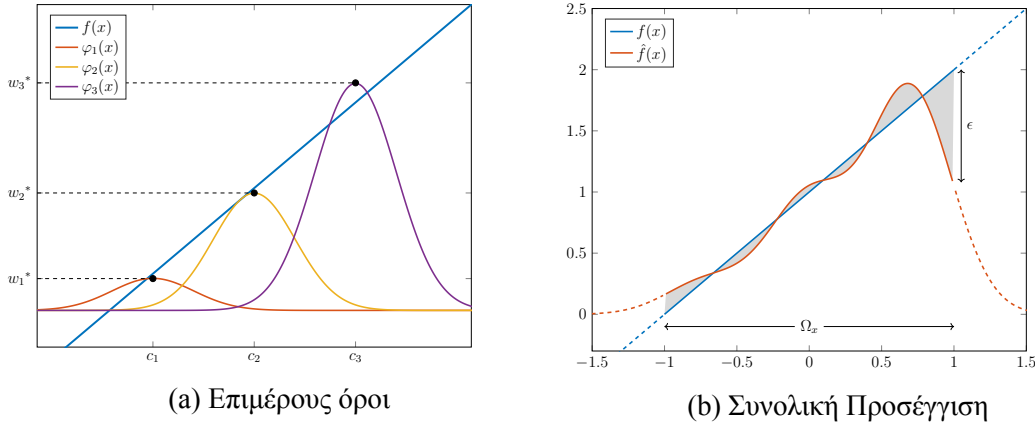 f(x)
φ₁(x)
φ₂(x)
φ₃(x)
w₃*
w₂*
w₁*
c₁
c₂
c₃
(a) Επιμέρους όροι
f(x)
f̂(x)
2.5
2
1.5
1
0.5
0
ϵ
Ωₓ
−1.5
−1
−0.5
0
0.5
1
1.5
(b) Συνολική Προσέγγιση